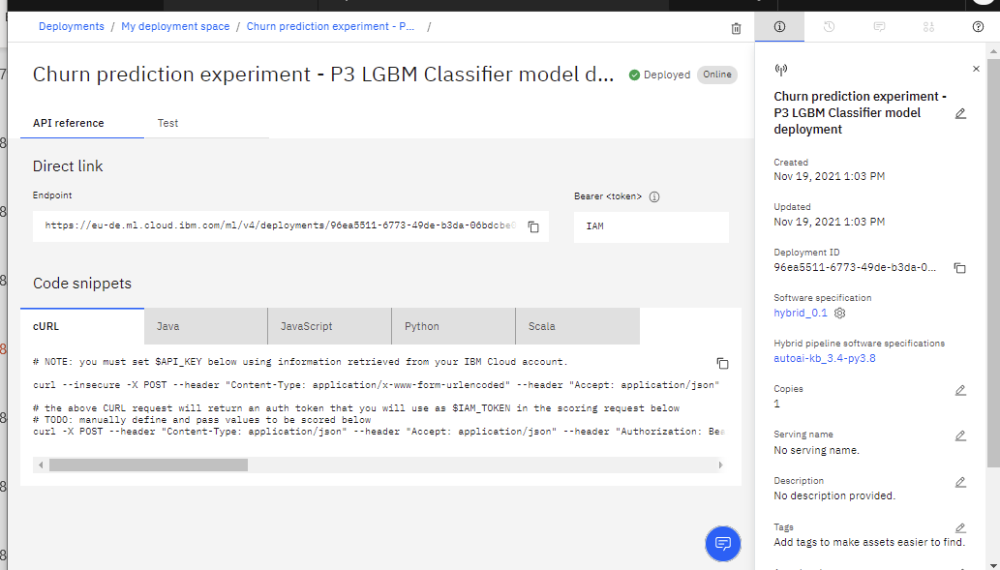 Deployments / My deployment space / Churn prediction experiment - P... /
Churn prediction experiment - P3 LGBM Classifier model d... Deployed Online
API reference Test
Direct link
Endpoint
https://eu-de.ml.cloud.ibm.com/ml/v4/deployments/96ea5511-6773-49de-b3da-06bdcbe
Bearer <token>
IAM
Code snippets
cURL Java JavaScript Python Scala
# NOTE: you must set $API_KEY below using information retrieved from your IBM Cloud account.
curl --insecure -X POST --header "Content-Type: application/x-www-form-urlencoded" --header "Accept: application/json"
# the above CURL request will return an auth token that you will use as $IAM_TOKEN in the scoring request below
# TODO: manually define and pass values to be scored below
curl -X POST --header "Content-Type: application/json" --header "Accept: application/json" --header "Authorization: Bea
Churn prediction experiment -
P3 LGBM Classifier model
deployment
Created
Nov 19, 2021 1:03 PM
Updated
Nov 19, 2021 1:03 PM
Deployment ID
96ea5511-6773-49de-b3da-0...
Software specification
hybrid_0.1
Hybrid pipeline software specifications
autoai-kb_3.4-py3.8
Copies
1
Serving name
No serving name.
Description
No description provided.
Tags
Add tags to make assets easier to find.